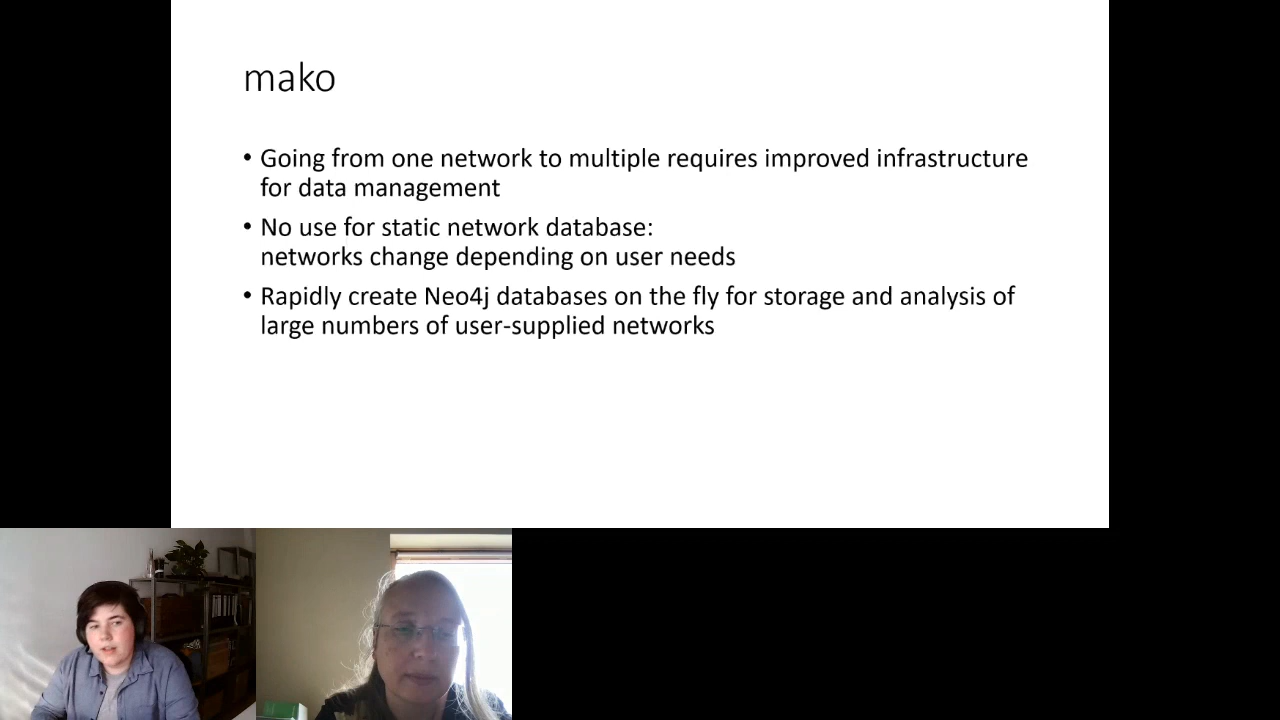 mako
• Going from one network to multiple requires improved infrastructure
for data management
• No use for static network database:
networks change depending on user needs
• Rapidly create Neo4j databases on the fly for storage and analysis of
large numbers of user-supplied networks